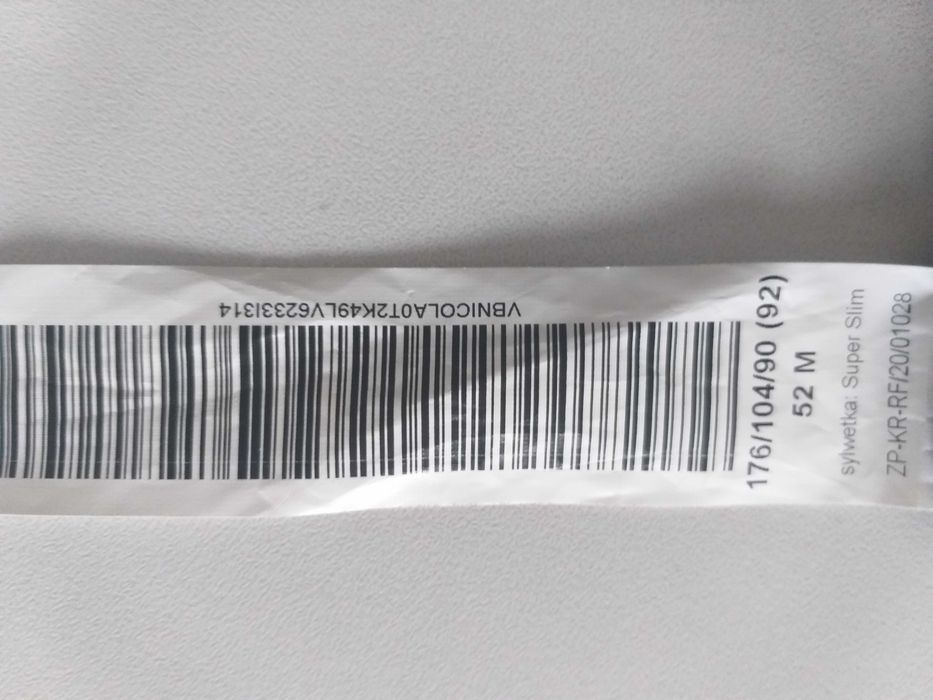 VBNICOLA0T2K49LV6233I314
176/104/90 (92)
52 M
sylwetka: Super Slim
ZP-KR-RF/20/01028